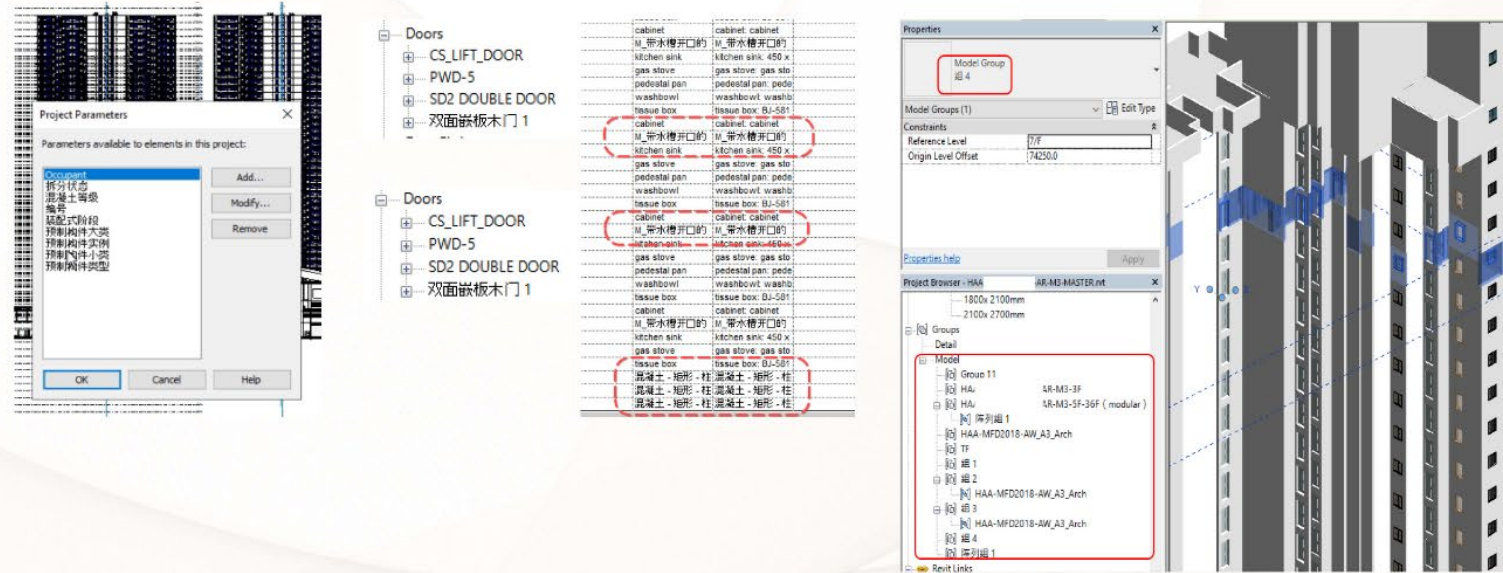 Project Parameters
Parameters available to elements in this project:
Occupant
拆分状态
混凝土等级
编号
装配式阶段
预制构件大类
预制构件实例
预制构件小类
预制构件类型
Add...
Modify...
Remove
OK
Cancel
Help
Doors
CS_LIFT_DOOR
PWD-5
SD2 DOUBLE DOOR
双面嵌板木门 1
Doors
CS_LIFT_DOOR
PWD-5
SD2 DOUBLE DOOR
双面嵌板木门 1
cabinet cabinet: cabinet
M_带水槽开口的 M_带水槽开口的
kitchen sink kitchen sink: 450 x
gas stove gas stove: gas sto
pedestal pan pedestal pan: pede
washbowl washbowl: washb
tissue box tissue box: BJ-581
cabinet cabinet: cabinet
M_带水槽开口的 M_带水槽开口的
kitchen sink kitchen sink: 450 x
gas stove gas stove: gas sto
pedestal pan pedestal pan: pede
washbowl washbowl: washb
tissue box tissue box: BJ-581
cabinet cabinet: cabinet
M_带水槽开口的 M_带水槽开口的
kitchen sink kitchen sink: 450 x
gas stove gas stove: gas sto
pedestal pan pedestal pan: pede
washbowl washbowl: washb
tissue box tissue box: BJ-581
cabinet cabinet: cabinet
M_带水槽开口的 M_带水槽开口的
kitchen sink kitchen sink: 450 x
gas stove gas stove: gas sto
tissue box tissue box: BJ-581
混凝土 - 矩形 - 柱 混凝土 - 矩形 - 柱
混凝土 - 矩形 - 柱 混凝土 - 矩形 - 柱
混凝土 - 矩形 - 柱 混凝土 - 矩形 - 柱
Properties
Model Group
组 4
Model Groups (1)
Edit Type
Constraints
Reference Level 7/F
Origin Level Offset 74250.0
Properties help
Apply
Project Browser - HAA -AR-M3-MASTER.rvt
1800x 2100mm
2100x 2700mm
Groups
Detail
Model
Group 11
HA R-M3-3F
HA R-M3-5F-36F ( modular )
阵列组 1
HAA-MFD2018-AW_A3_Arch
TF
组 1
组 2
HAA-MFD2018-AW_A3_Arch
组 3
HAA-MFD2018-AW_A3_Arch
组 4
阵列组 1
Revit Links